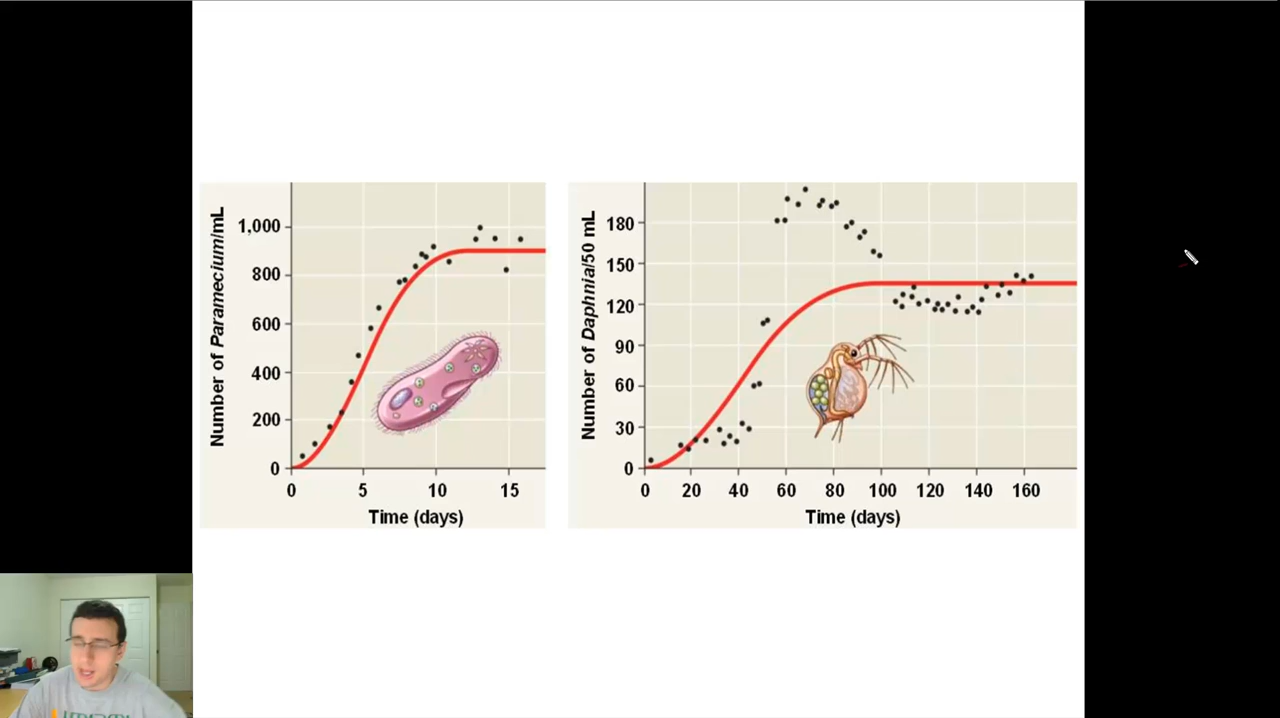 Number of Paramecium/mL
1,000
800
600
400
200
0
0 5 10 15
Time (days)
Number of Daphnia/50 mL
180
150
120
90
60
30
0
0 20 40 60 80 100 120 140 160
Time (days)